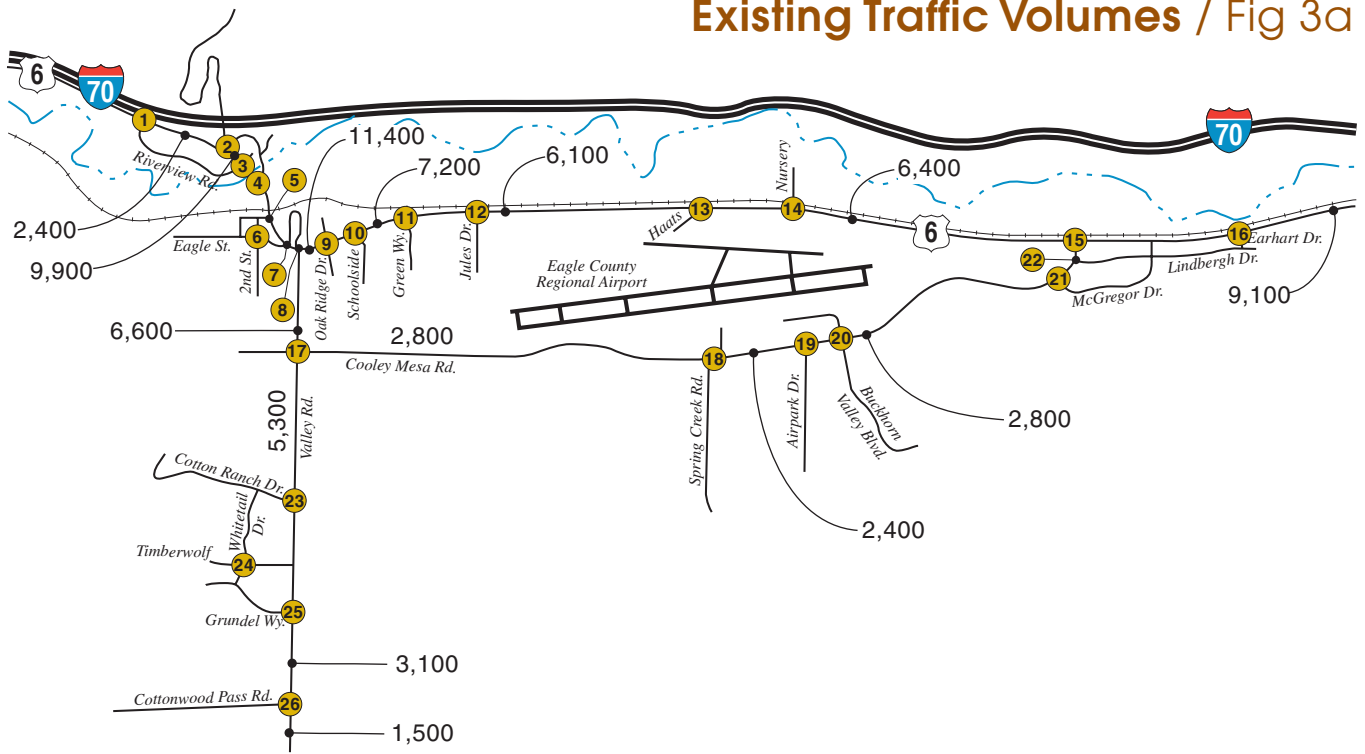 Existing Traffic Volumes / Fig 3a
6
70
1
2
3
4
5
Riverview Rd.
11,400
7,200
6,100
Nursery
6,400
70
2,400
9,900
Eagle St.
6
2nd St.
7
8
9
10
11
12
13
14
Oak Ridge Dr.
Schoolside
Green Wy.
Jules Dr.
Haats
6
15
16
Earhart Dr.
22
21
Lindbergh Dr.
McGregor Dr.
9,100
Eagle County
Regional Airport
6,600
2,800
17
Cooley Mesa Rd.
18
19
20
5,300
Valley Rd.
Spring Creek Rd.
Airpark Dr.
Buckhorn
Valley Blvd.
2,800
2,400
Cotton Ranch Dr.
23
Whitetail
Dr.
Timberwolf
24
Grundel Wy.
25
3,100
Cottonwood Pass Rd.
26
1,500